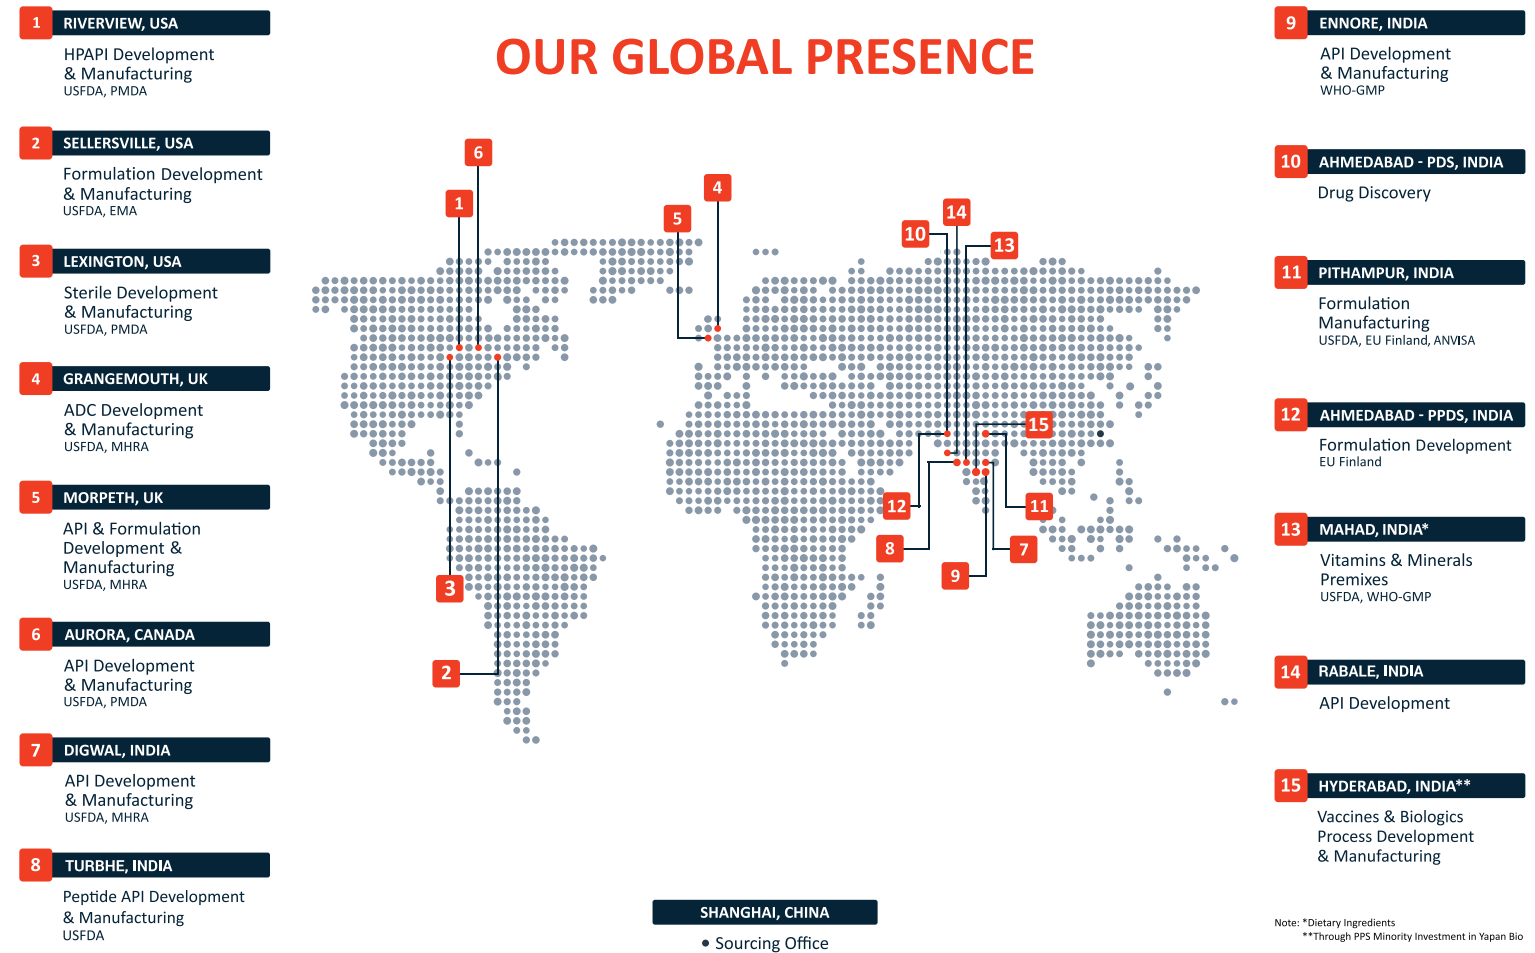 OUR GLOBAL PRESENCE
1 RIVERVIEW, USA
HPAPI Development
& Manufacturing
USFDA, PMDA
2 SELLERSVILLE, USA
Formulation Development
& Manufacturing
USFDA, EMA
3 LEXINGTON, USA
Sterile Development
& Manufacturing
USFDA, PMDA
4 GRANGEMOUTH, UK
ADC Development
& Manufacturing
USFDA, MHRA
5 MORPETH, UK
API & Formulation
Development &
Manufacturing
USFDA, MHRA
6 AURORA, CANADA
API Development
& Manufacturing
USFDA, PMDA
7 DIGWAL, INDIA
API Development
& Manufacturing
USFDA, MHRA
8 TURBHE, INDIA
Peptide API Development
& Manufacturing
USFDA
6
1
4
5
14
10
13
15
12
11
8
7
9
3
2
SHANGHAI, CHINA
• Sourcing Office
9 ENNORE, INDIA
API Development
& Manufacturing
WHO-GMP
10 AHMEDABAD - PDS, INDIA
Drug Discovery
11 PITHAMPUR, INDIA
Formulation
Manufacturing
USFDA, EU Finland, ANVISA
12 AHMEDABAD - PPDS, INDIA
Formulation Development
EU Finland
13 MAHAD, INDIA*
Vitamins & Minerals
Premixes
USFDA, WHO-GMP
14 RABALE, INDIA
API Development
15 HYDERABAD, INDIA**
Vaccines & Biologics
Process Development
& Manufacturing
Note: *Dietary Ingredients
**Through PPS Minority Investment in Yapan Bio